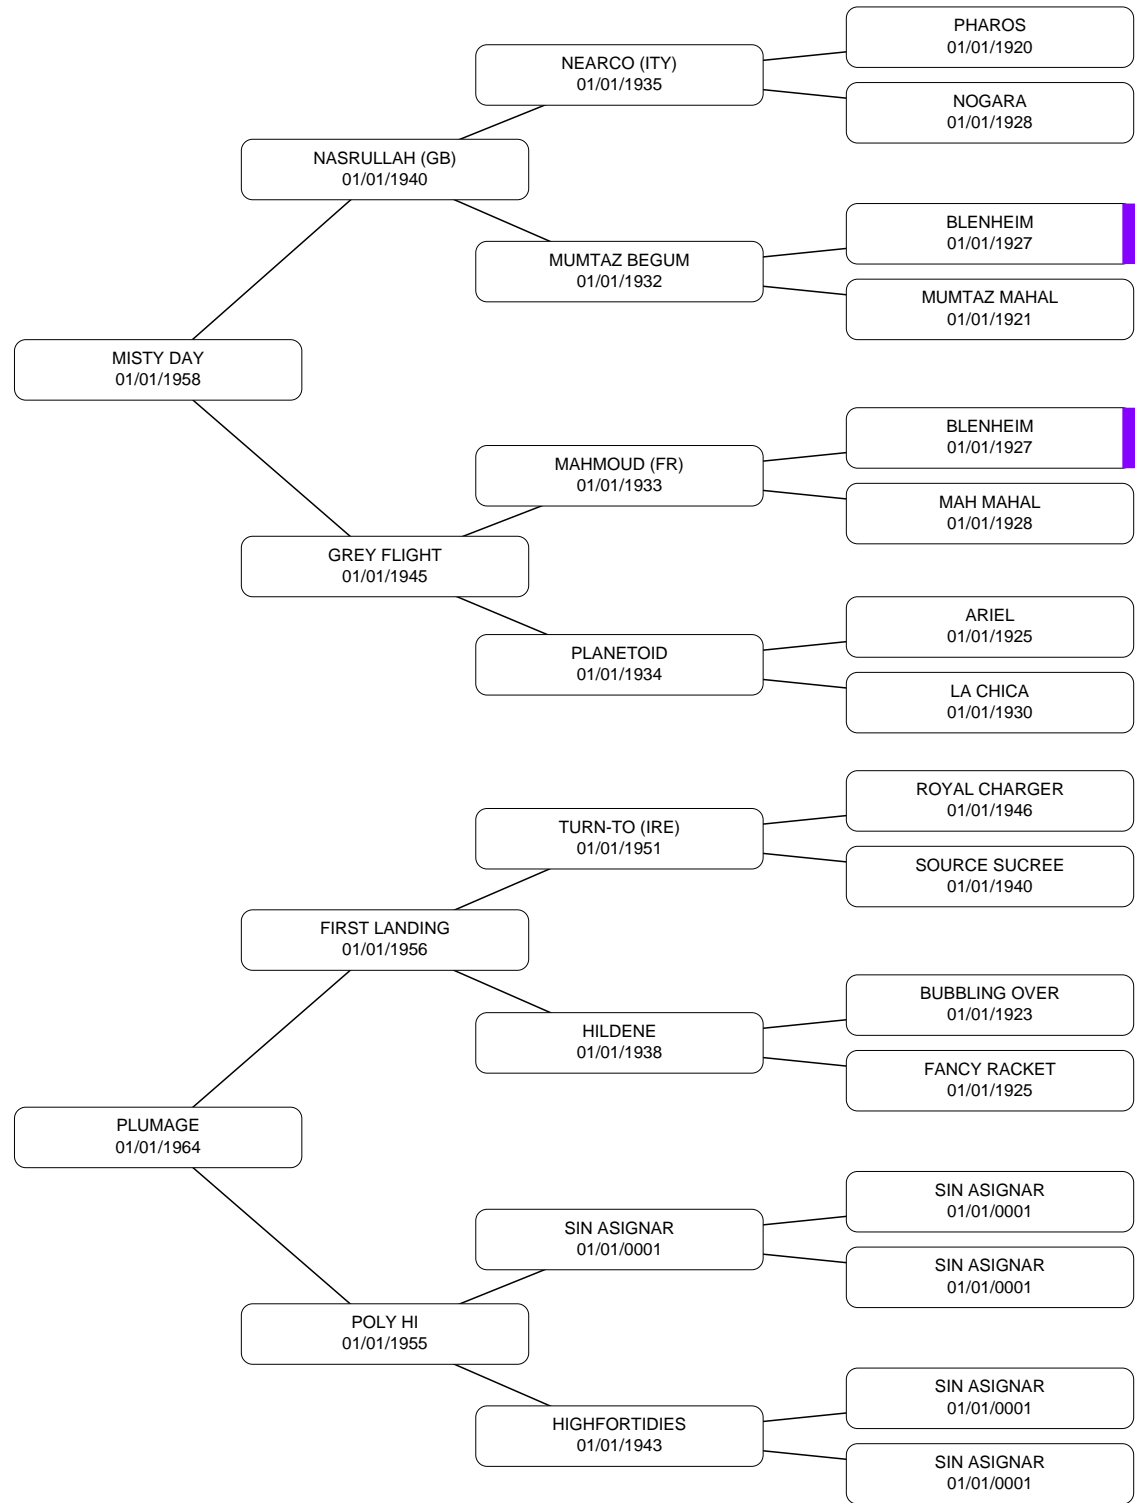 PHAROS
01/01/1920
NEARCO (ITY)
01/01/1935
NOGARA
01/01/1928
NASRULLAH (GB)
01/01/1940
BLENHEIM
01/01/1927
MUMTAZ BEGUM
01/01/1932
MUMTAZ MAHAL
01/01/1921
MISTY DAY
01/01/1958
BLENHEIM
01/01/1927
MAHMOUD (FR)
01/01/1933
MAH MAHAL
01/01/1928
GREY FLIGHT
01/01/1945
ARIEL
01/01/1925
PLANETOID
01/01/1934
LA CHICA
01/01/1930
ROYAL CHARGER
01/01/1946
TURN-TO (IRE)
01/01/1951
SOURCE SUCREE
01/01/1940
FIRST LANDING
01/01/1956
BUBBLING OVER
01/01/1923
HILDENE
01/01/1938
FANCY RACKET
01/01/1925
PLUMAGE
01/01/1964
SIN ASIGNAR
01/01/0001
SIN ASIGNAR
01/01/0001
SIN ASIGNAR
01/01/0001
POLY HI
01/01/1955
SIN ASIGNAR
01/01/0001
HIGHFORTIDIES
01/01/1943
SIN ASIGNAR
01/01/0001